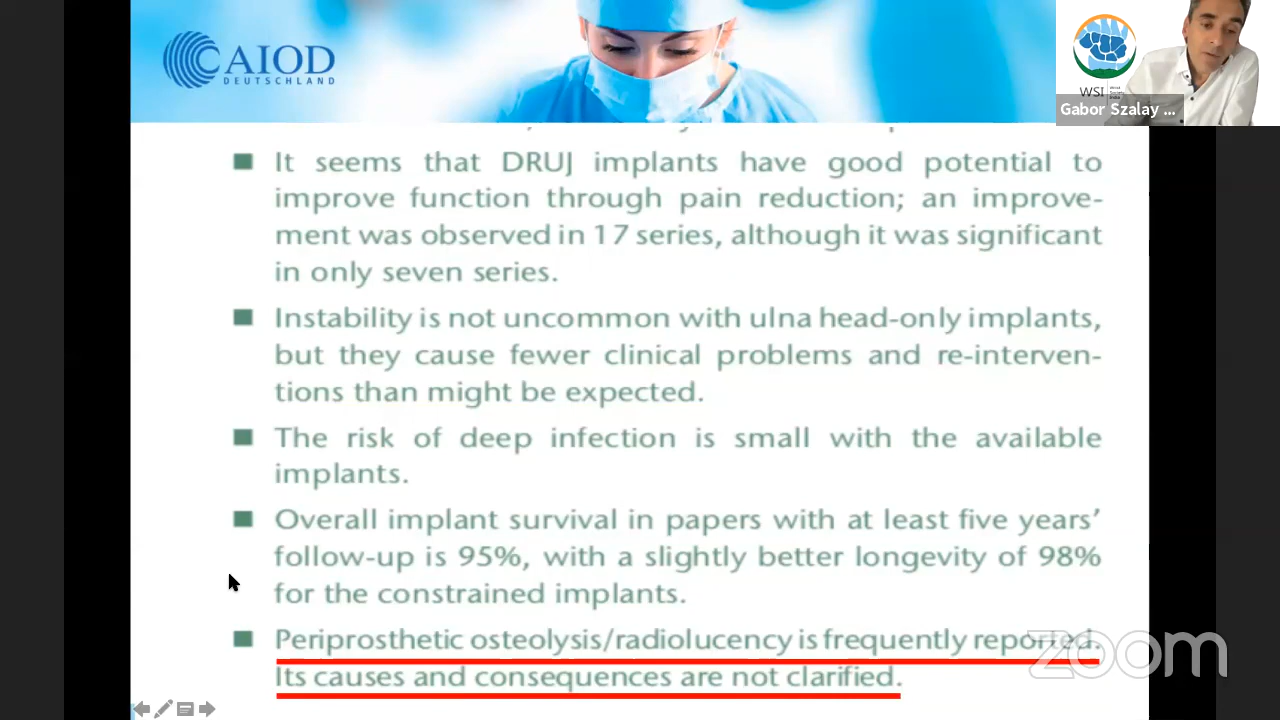 CAIOD
DEUTSCHLAND
WSI
Gabor Szalay ...
It seems that DRUJ implants have good potential to
improve function through pain reduction; an improve-
ment was observed in 17 series, although it was significant
in only seven series.
Instability is not uncommon with ulna head-only implants,
but they cause fewer clinical problems and re-interven-
tions than might be expected.
The risk of deep infection is small with the available
implants.
Overall implant survival in papers with at least five years’
follow-up is 95%, with a slightly better longevity of 98%
for the constrained implants.
Periprosthetic osteolysis/radiolucency is frequently reported.
Its causes and consequences are not clarified.
zoom